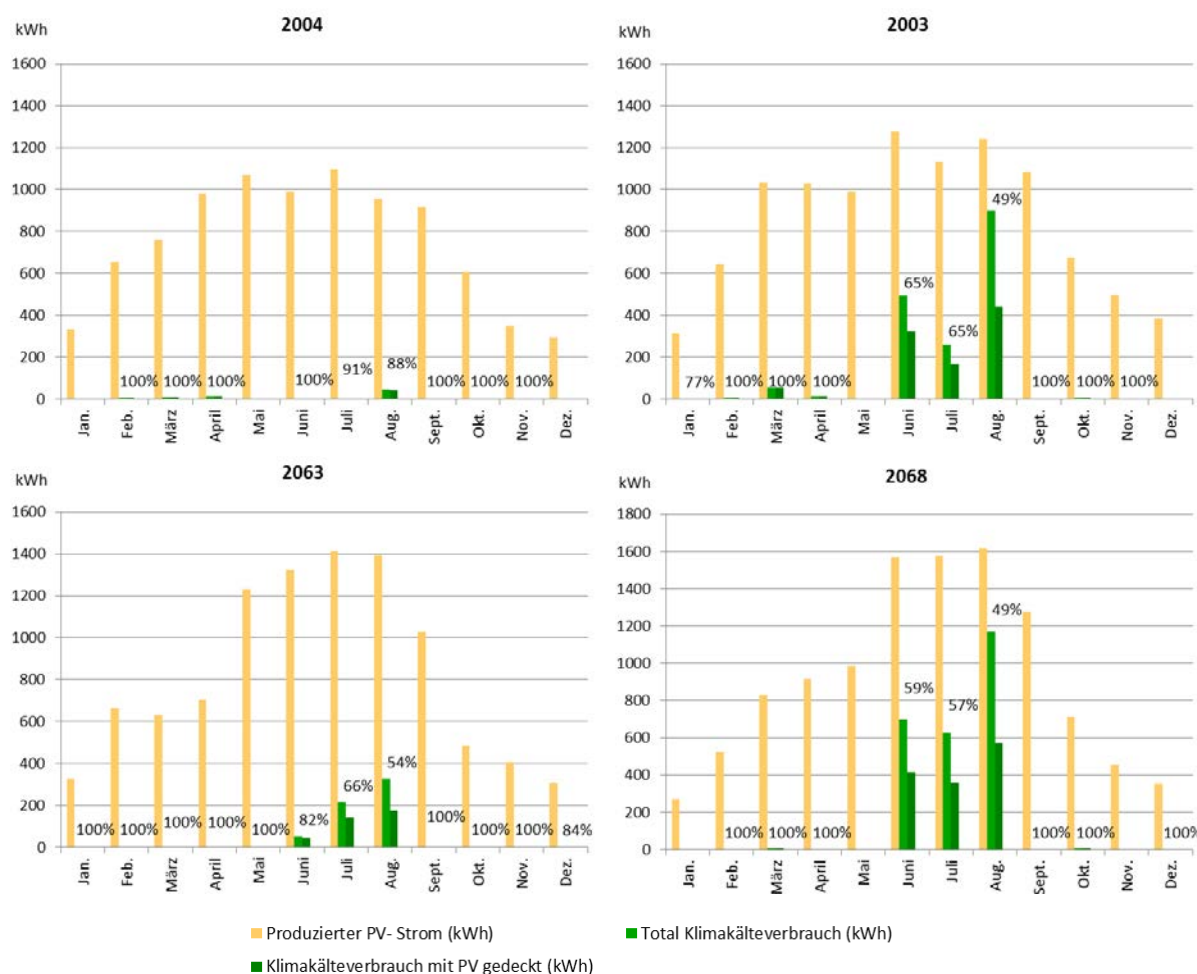 2004
kWh
1600
1400
1200
1000
800
600
400
200
0
100%
100%
100%
100%
91%
88%
100%
100%
100%
Jan.
Feb.
März
April
Mai
Juni
Juli
Aug.
Sept.
Okt.
Nov.
Dez.
2003
kWh
1600
1400
1200
1000
800
600
400
200
0
77%
100%
100%
100%
65%
65%
49%
100%
100%
100%
Jan.
Feb.
März
April
Mai
Juni
Juli
Aug.
Sept.
Okt.
Nov.
Dez.
2063
kWh
1600
1400
1200
1000
800
600
400
200
0
100%
100%
100%
100%
100%
82%
66%
54%
100%
100%
100%
84%
Jan.
Feb.
März
April
Mai
Juni
Juli
Aug.
Sept.
Okt.
Nov.
Dez.
2068
kWh
1800
1600
1400
1200
1000
800
600
400
200
0
100%
100%
100%
59%
57%
49%
100%
100%
100%
Jan.
Feb.
März
April
Mai
Juni
Juli
Aug.
Sept.
Okt.
Nov.
Dez.
Produzierter PV- Strom (kWh)
Total Klimakälteverbrauch (kWh)
Klimakälteverbrauch mit PV gedeckt (kWh)